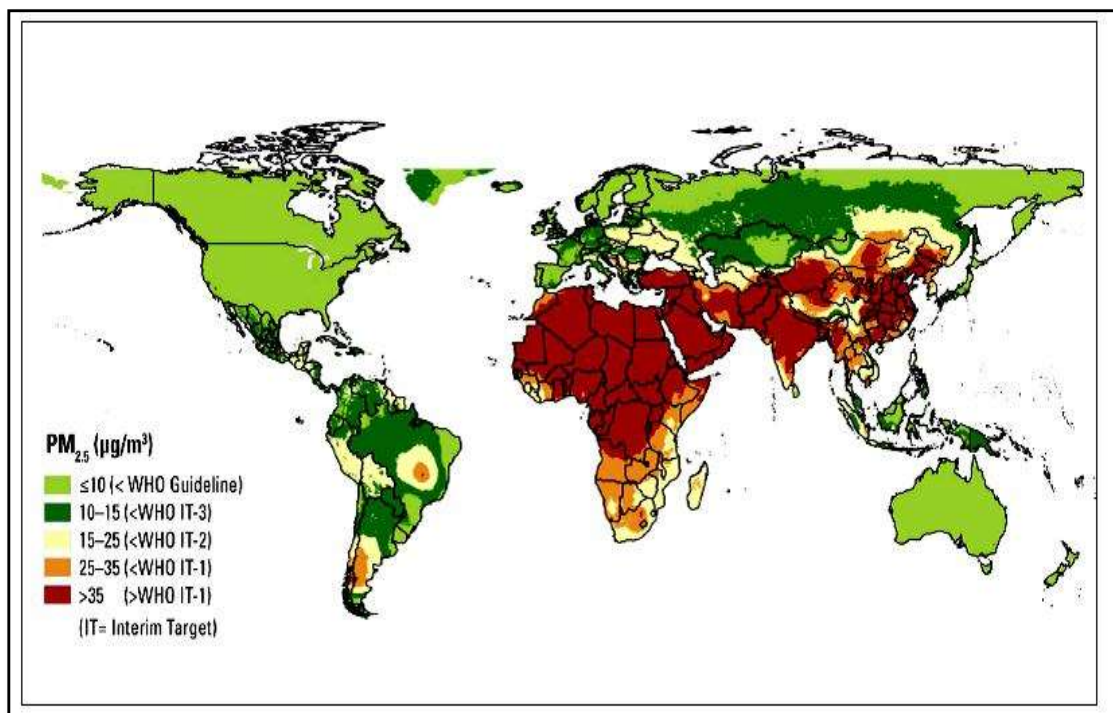 PM2.5 (µg/m³)
≤10 (< WHO Guideline)
10–15 (<WHO IT-3)
15–25 (<WHO IT-2)
25–35 (<WHO IT-1)
>35 (>WHO IT-1)
(IT= Interim Target)